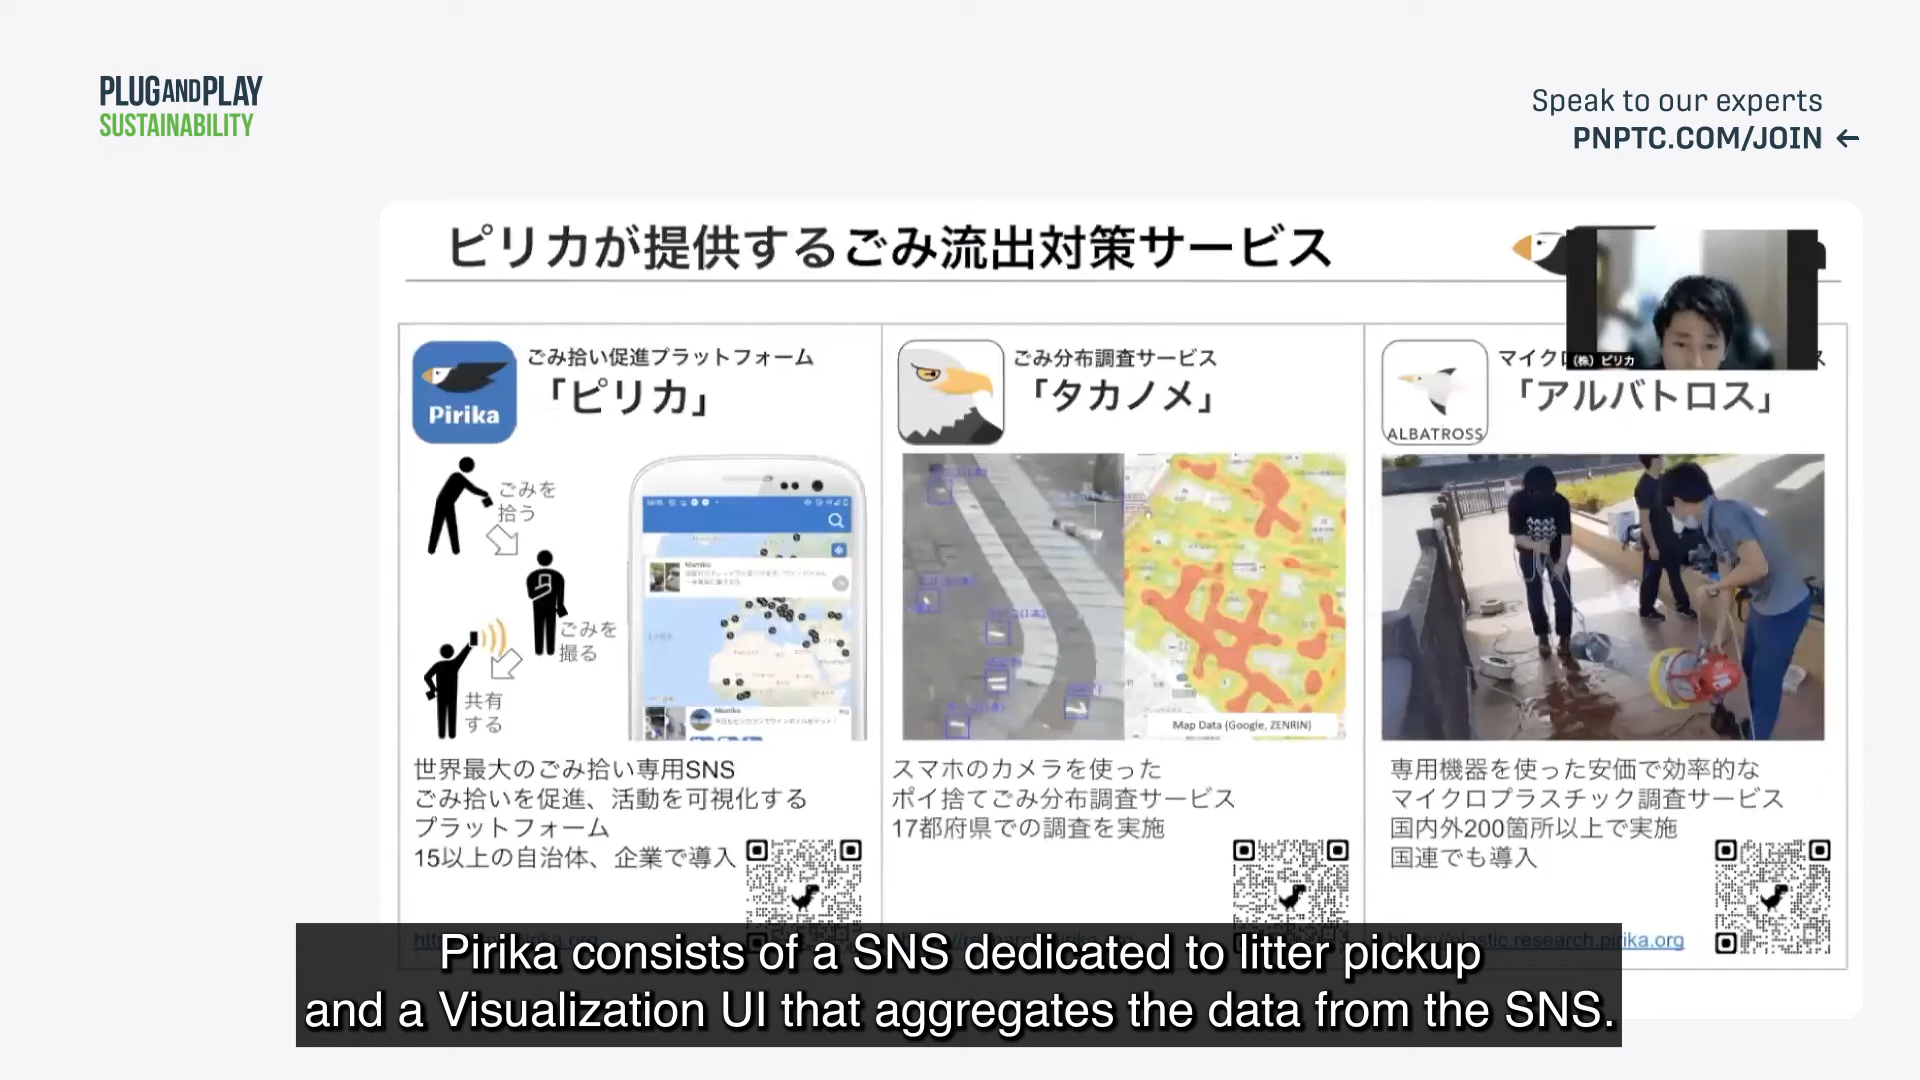 PLUG AND PLAY
SUSTAINABILITY
Speak to our experts
PNPTC.COM/JOIN ←
ピリカが提供するごみ流出対策サービス
(株) ピリカ
Pirika
ごみ拾い促進プラットフォーム
「ピリカ」
ごみを
拾う
ごみを
撮る
共有
する
世界最大のごみ拾い専用SNS
ごみ拾いを促進、活動を可視化する
プラットフォーム
15以上の自治体、企業で導入
ごみ分布調査サービス
「タカノメ」
Map Data (Google, ZENRIN)
スマホのカメラを使った
ポイ捨てごみ分布調査サービス
17都府県での調査を実施
ALBATROSS
マイク
ス
「アルバトロス」
専用機器を使った安価で効率的な
マイクロプラスチック調査サービス
国内外200箇所以上で実施
国連でも導入
plastic.research.pirika.org
Pirika consists of a SNS dedicated to litter pickup
and a Visualization UI that aggregates the data from the SNS.